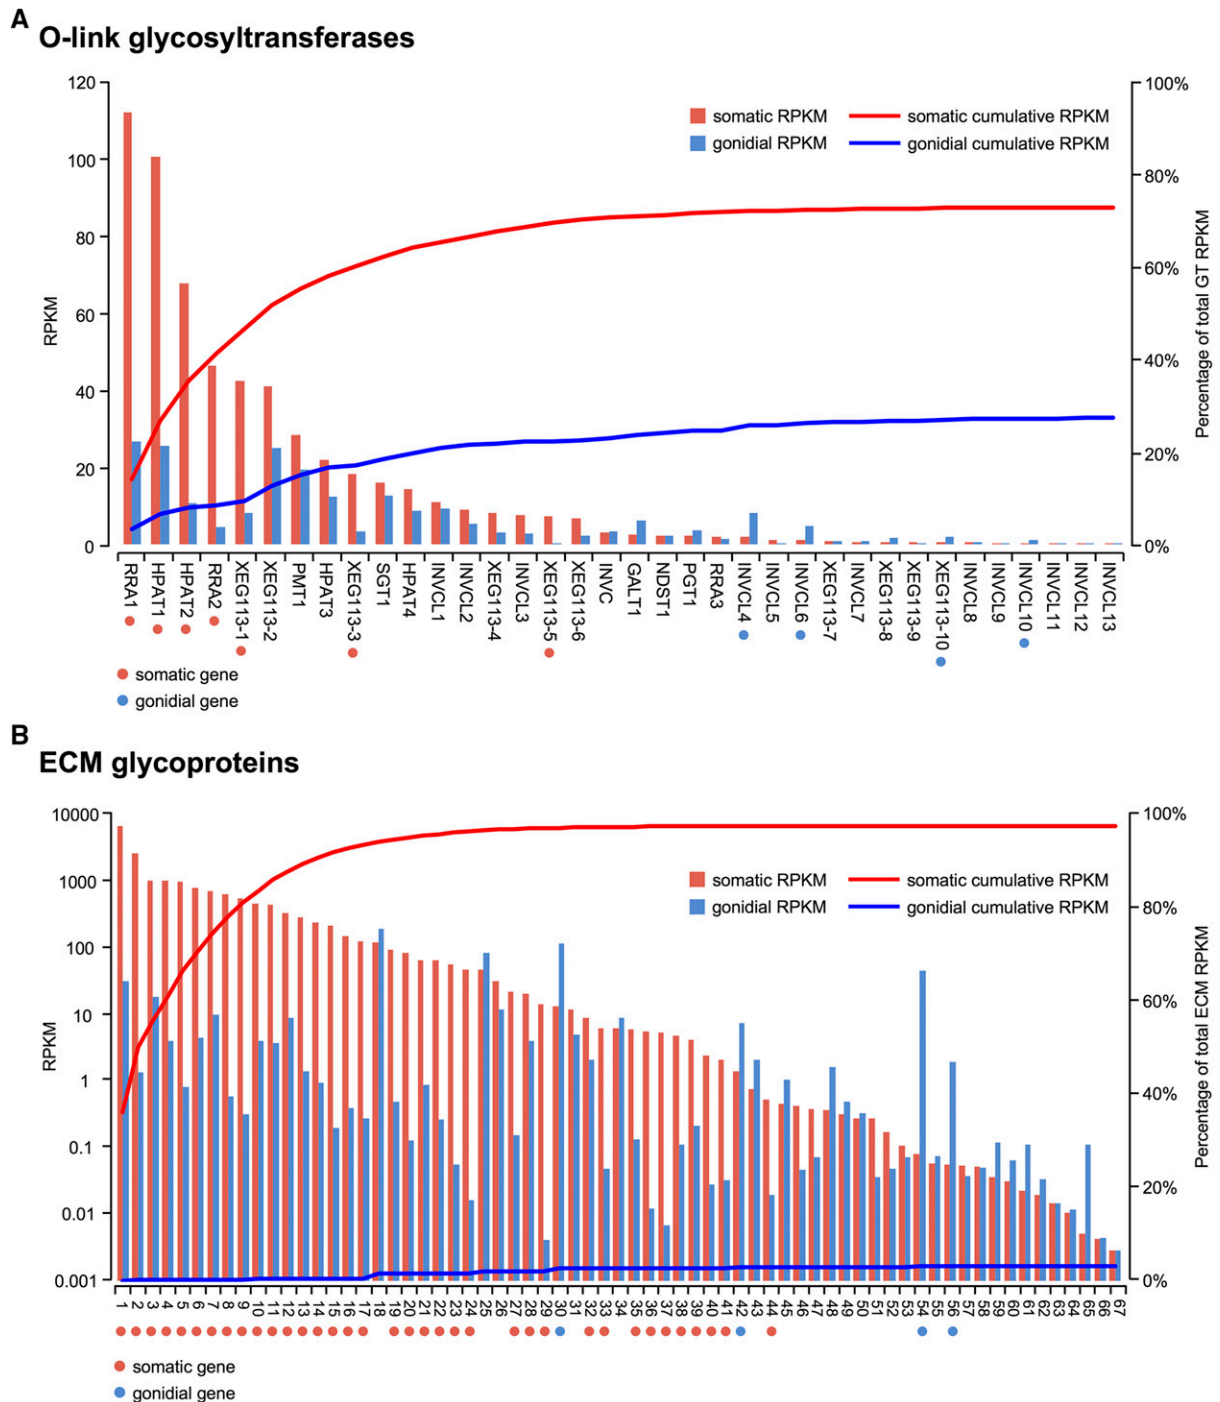 A
O-link glycosyltransferases
120
100
80
60
40
20
0
RPKM
100%
80%
60%
40%
20%
0%
Percentage of total GT RPKM
somatic RPKM
somatic cumulative RPKM
gonidial RPKM
gonidial cumulative RPKM
RRA1
HPAT1
HPAT2
RRA2
XEG113-1
XEG113-2
PMT1
HPAT3
XEG113-3
SGT1
HPAT4
INVCL1
INVCL2
XEG113-4
INVCL3
XEG113-5
XEG113-6
INVC
GALT1
NDST1
PGT1
RRA3
INVCL4
INVCL5
INVCL6
XEG113-7
INVCL7
XEG113-8
XEG113-9
XEG113-10
INVCL8
INVCL9
INVCL10
INVCL11
INVCL12
INVCL13
somatic gene
gonidial gene
B
ECM glycoproteins
10000
1000
100
10
1
0.1
0.01
0.001
RPKM
100%
80%
60%
40%
20%
0%
Percentage of total ECM RPKM
somatic RPKM
somatic cumulative RPKM
gonidial RPKM
gonidial cumulative RPKM
1
2
3
4
5
6
7
8
9
10
11
12
13
14
15
16
17
18
19
20
21
22
23
24
25
26
27
28
29
30
31
32
33
34
35
36
37
38
39
40
41
42
43
44
45
46
47
48
49
50
51
52
53
54
55
56
57
58
59
60
61
62
63
64
65
66
67
somatic gene
gonidial gene